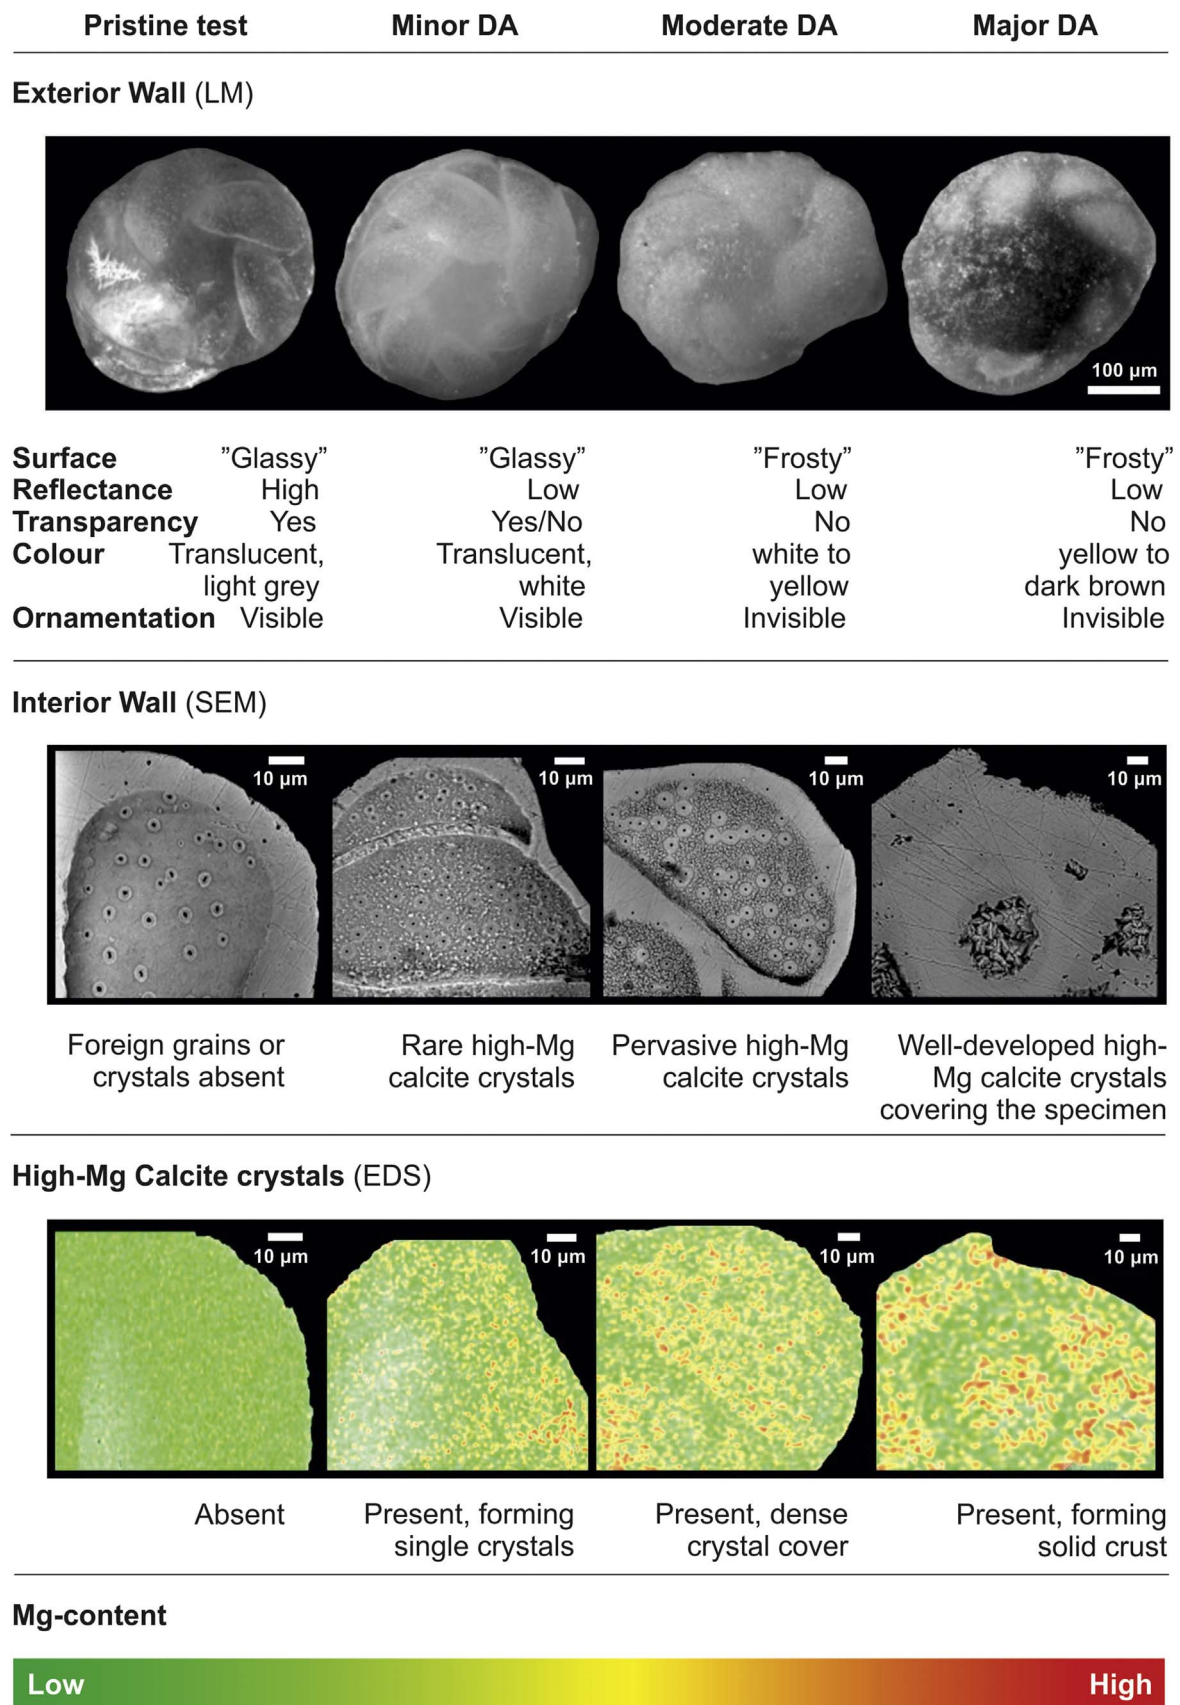 Pristine test Minor DA Moderate DA Major DA
Exterior Wall (LM)
100 µm
Surface ”Glassy” ”Glassy” ”Frosty” ”Frosty”
Reflectance High Low Low Low
Transparency Yes Yes/No No No
Colour Translucent, Translucent, white to yellow to
light grey white yellow dark brown
Ornamentation Visible Visible Invisible Invisible
Interior Wall (SEM)
10 µm 10 µm 10 µm 10 µm
Foreign grains or Rare high-Mg Pervasive high-Mg Well-developed high-
crystals absent calcite crystals calcite crystals Mg calcite crystals
covering the specimen
High-Mg Calcite crystals (EDS)
10 µm 10 µm 10 µm 10 µm
Absent Present, forming Present, dense Present, forming
single crystals crystal cover solid crust
Mg-content
Low High